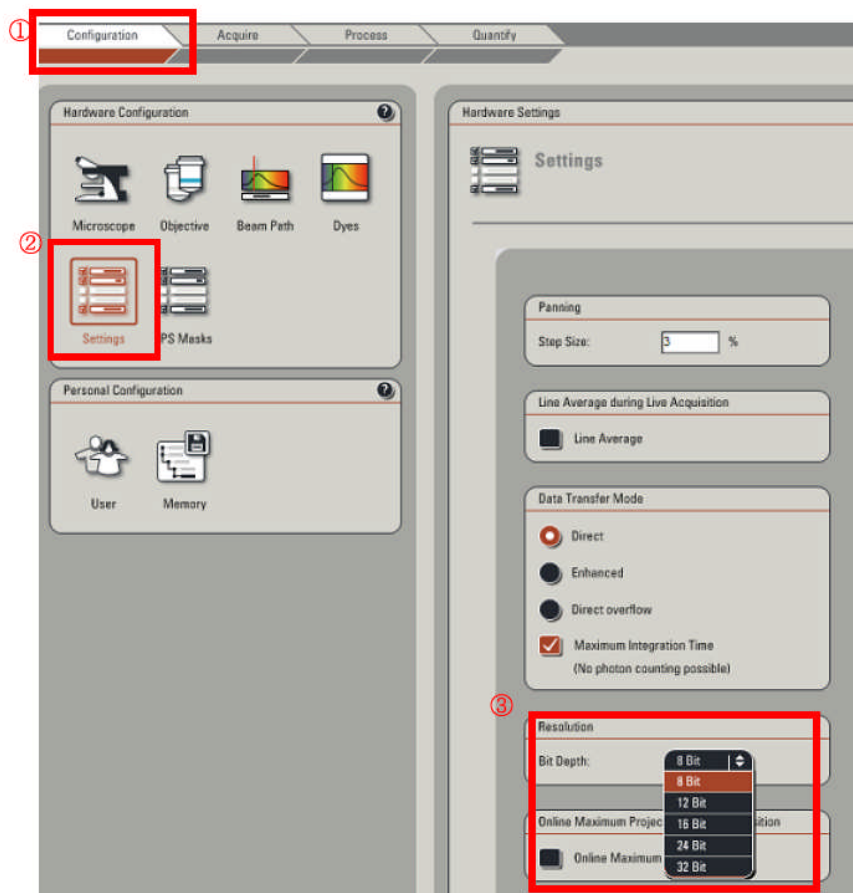 ①
Configuration Acquire Process Quantify
Hardware Configuration ?
Microscope Objective Beam Path Dyes
②
Settings PS Masks
Personal Configuration ?
User Memory
Hardware Settings
Settings
Panning
Step Size: 3 %
Line Average during Live Acquisition
Line Average
Data Transfer Mode
Direct
Enhanced
Direct overflow
Maximum Integration Time
(No photon counting possible)
③
Resolution
Bit Depth: 8 Bit
8 Bit
12 Bit
16 Bit
24 Bit
32 Bit
Online Maximum Projec ition
Online Maximum